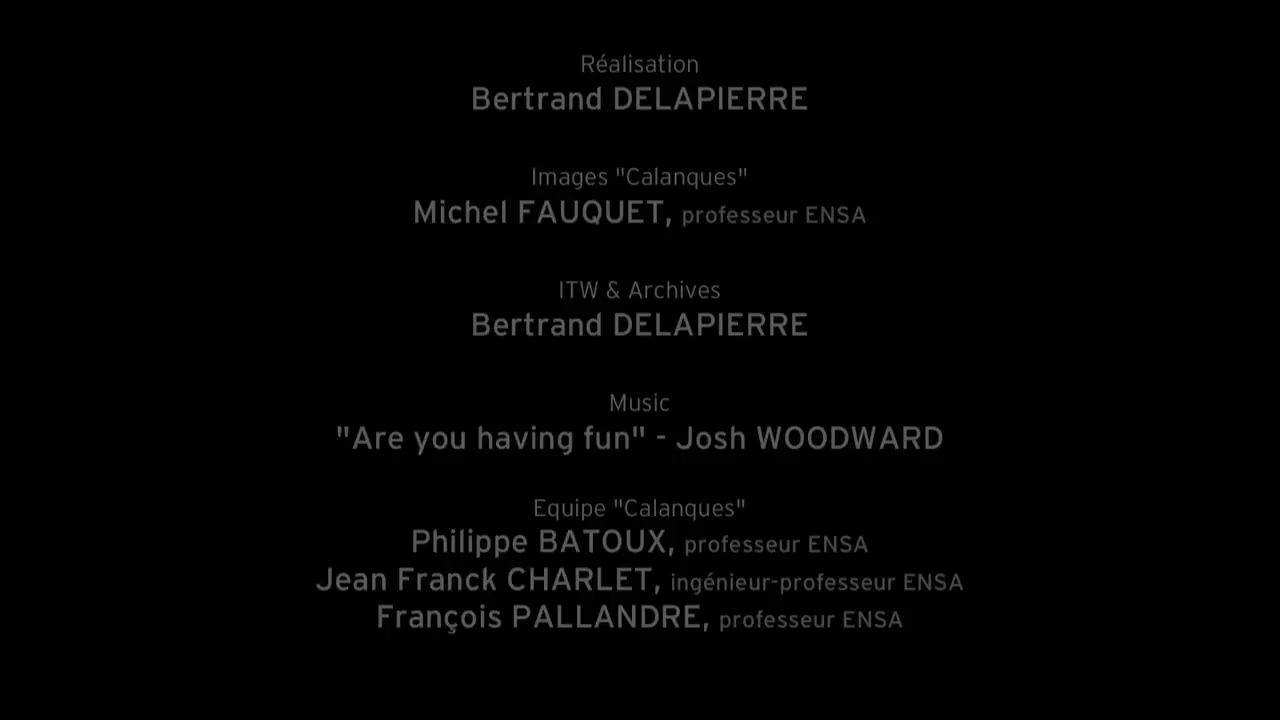 Réalisation
Bertrand DELAPIERRE
Images "Calanques"
Michel FAUQUET, professeur ENSA
ITW & Archives
Bertrand DELAPIERRE
Music
"Are you having fun" - Josh WOODWARD
Equipe "Calanques"
Philippe BATOUX, professeur ENSA
Jean Franck CHARLET, ingénieur-professeur ENSA
François PALLANDRE, professeur ENSA